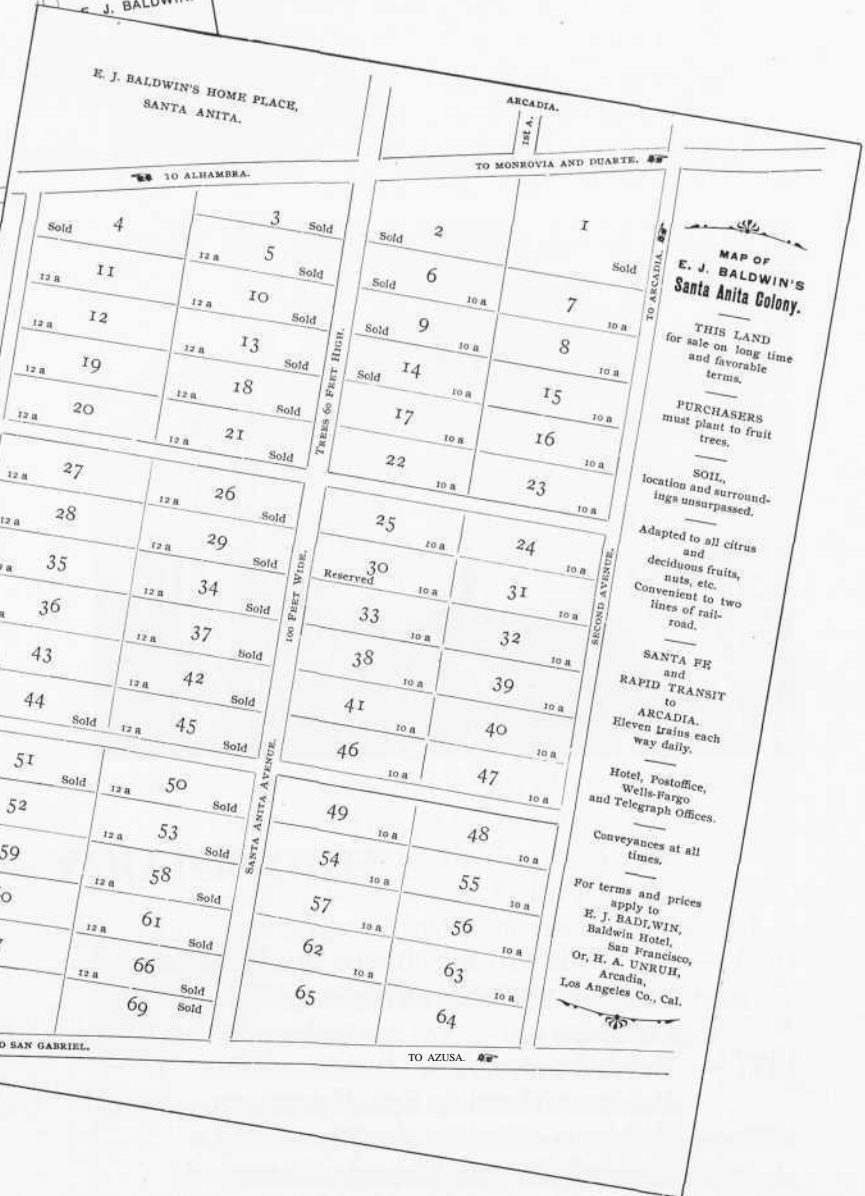 E. J. BALDWIN
E. J. BALDWIN'S HOME PLACE,
SANTA ANITA.
ARCADIA.
1st A.
TO MONROVIA AND DUARTE.
TO ALHAMBRA.
Sold 4
3 Sold
Sold 2
1
Sold
12 a 5 Sold
12 a 11
Sold 6 10 a
7 10 a
12 a 10 Sold
12 a 12
Sold 9 10 a
8 10 a
12 a 13 Sold
12 a 19
Sold 14 10 a
15 10 a
12 a 18 Sold
12 a 20
17 10 a
16 10 a
12 a 21 Sold
22 10 a
23 10 a
TREES 60 FEET HIGH.
TO ARCADIA.
12 a 27
12 a 26 Sold
25 10 a
24 10 a
12 a 28
12 a 29 Sold
30
Reserved 10 a
31 10 a
a 35
12 a 34 Sold
33 10 a
32 10 a
a 36
12 a 37 Sold
38 10 a
39 10 a
43
12 a 42 Sold
41 10 a
40 10 a
44 Sold
12 a 45 Sold
46 10 a
47 10 a
100 FEET WIDE.
SECOND AVENUE.
51 Sold
12 a 50 Sold
49 10 a
48 10 a
52
12 a 53 Sold
54 10 a
55 10 a
59
12 a 58 Sold
57 10 a
56 10 a
12 a 61 Sold
62 10 a
63 10 a
12 a 66 Sold
65
64
69 Sold
SANTA ANITA AVENUE.
O SAN GABRIEL.
TO AZUSA.
MAP OF
E. J. BALDWIN'S
Santa Anita Colony.
THIS LAND
for sale on long time
and favorable
terms.
PURCHASERS
must plant to fruit
trees.
SOIL,
location and surround-
ings unsurpassed.
Adapted to all citrus
and
deciduous fruits,
nuts, etc.
Convenient to two
lines of rail-
road.
SANTA FE
and
RAPID TRANSIT
to
ARCADIA.
Eleven trains each
way daily.
Hotel, Postoffice,
Wells-Fargo
and Telegraph Offices.
Conveyances at all
times.
For terms and prices
apply to
E. J. BADLWIN,
Baldwin Hotel,
San Francisco,
Or, H. A. UNRUH,
Arcadia,
Los Angeles Co., Cal.